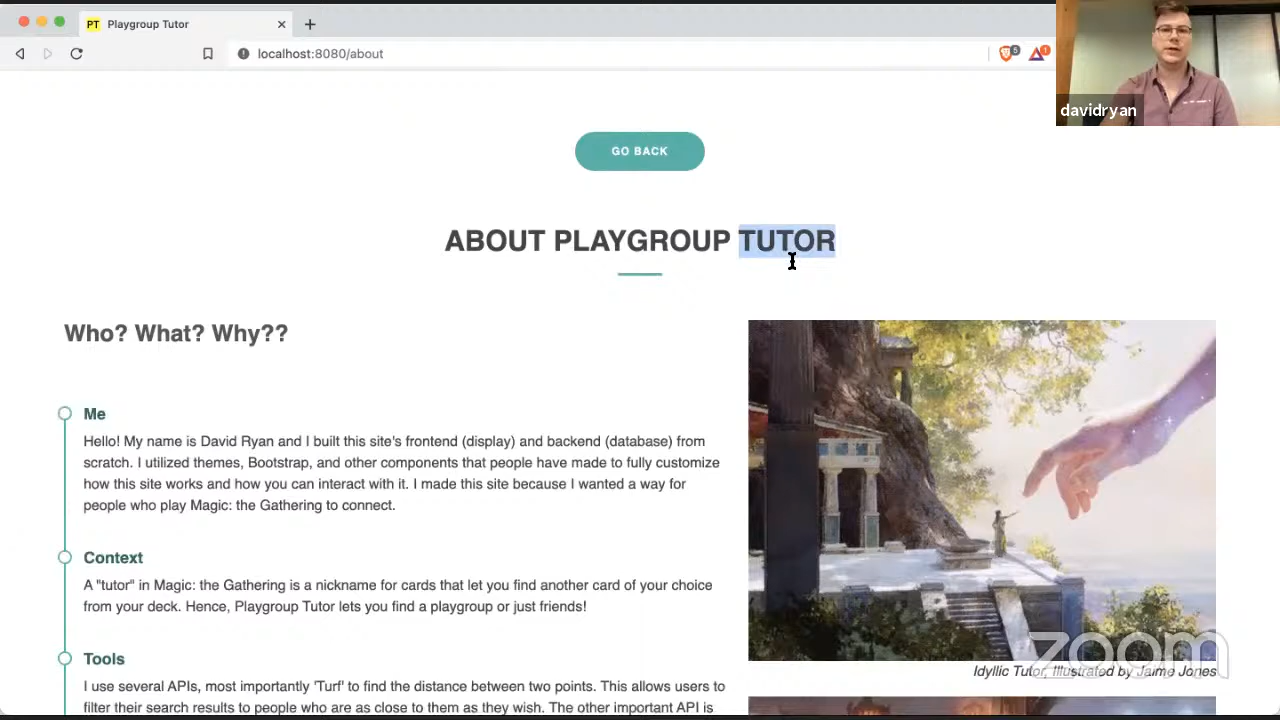 PT Playgroup Tutor
localhost:8080/about
5
1
davidryan
GO BACK
ABOUT PLAYGROUP TUTOR
Who? What? Why??
Me
Hello! My name is David Ryan and I built this site's frontend (display) and backend (database) from
scratch. I utilized themes, Bootstrap, and other components that people have made to fully customize
how this site works and how you can interact with it. I made this site because I wanted a way for
people who play Magic: the Gathering to connect.
Context
A "tutor" in Magic: the Gathering is a nickname for cards that let you find another card of your choice
from your deck. Hence, Playgroup Tutor lets you find a playgroup or just friends!
Tools
I use several APIs, most importantly 'Turf' to find the distance between two points. This allows users to
filter their search results to people who are as close to them as they wish. The other important API is
zoom
Idyllic Tutor, Illustrated by Jaime Jones